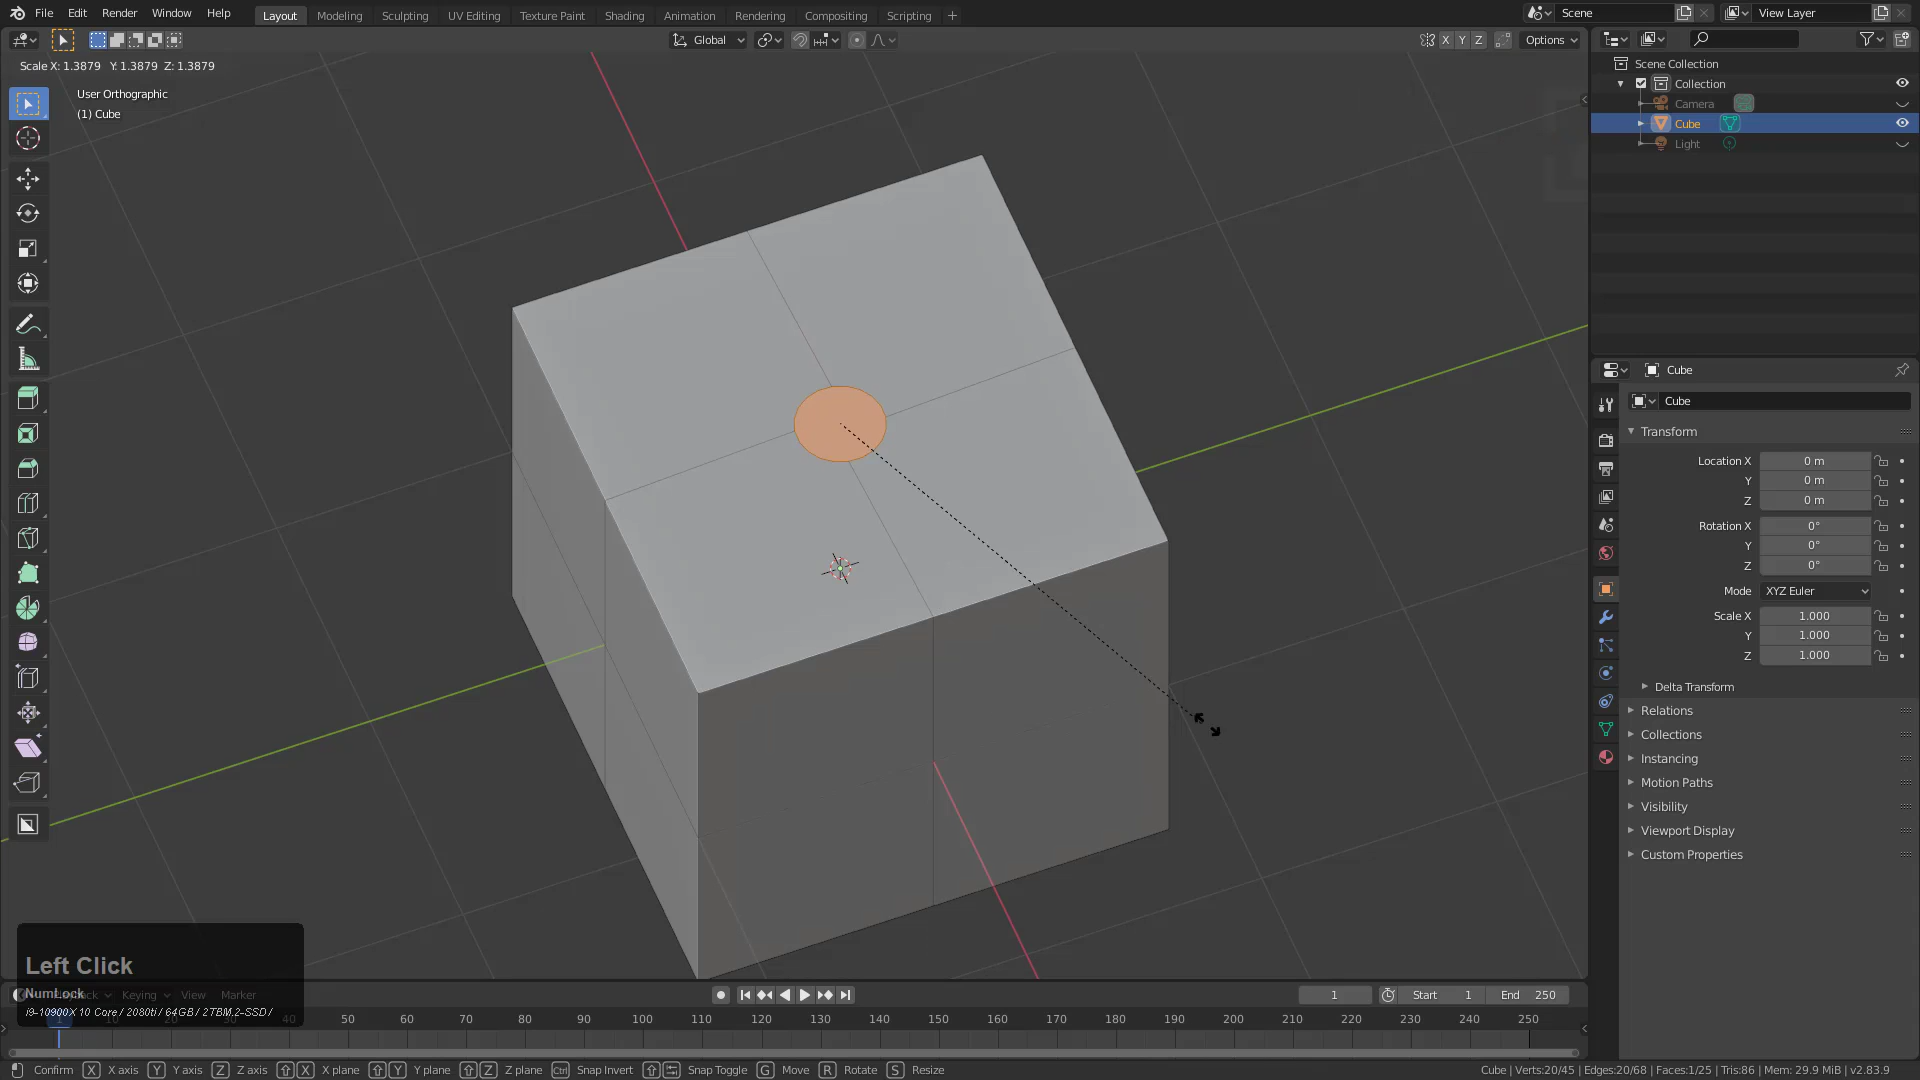 File Edit Render Window Help
Layout Modeling Sculpting UV Editing Texture Paint Shading Animation Rendering Compositing Scripting +
Scene
View Layer
Global
X Y Z
Options
Scale X: 1.3879 Y: 1.3879 Z: 1.3879
User Orthographic
(1) Cube
Scene Collection
Collection
Camera
Cube
Light
Cube
Cube
Transform
Location X 0 m
Y 0 m
Z 0 m
Rotation X 0°
Y 0°
Z 0°
Mode XYZ Euler
Scale X 1.000
Y 1.000
Z 1.000
Delta Transform
Relations
Collections
Instancing
Motion Paths
Visibility
Viewport Display
Custom Properties
Left Click
NumLock
Keying View Marker
i9-10900X 10 Core / 2080ti / 64GB / 2TBM.2-SSD /
1
Start 1
End 250
1 40 50 60 70 80 90 100 110 120 130 140 150 160 170 180 190 200 210 220 230 240 250
Confirm X X axis Y Y axis Z Z axis X X plane Y Y plane Z Z plane Ctrl Snap Invert Snap Toggle G Move R Rotate S Resize
Cube | Verts:20/45 | Edges:20/68 | Faces:1/25 | Tris:86 | Mem: 29.9 MiB | v2.83.9